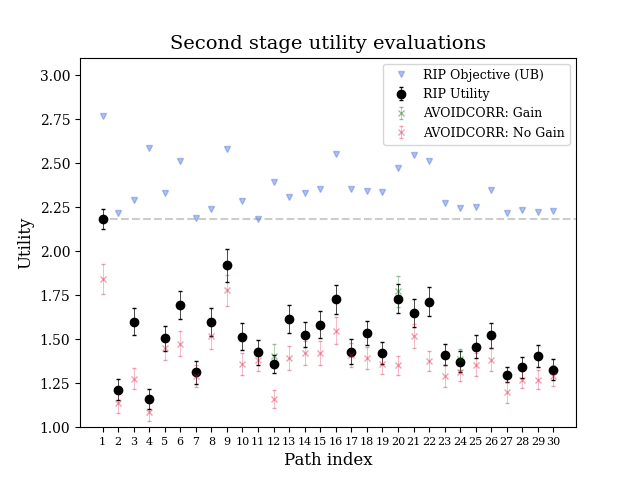 Second stage utility evaluations
RIP Objective (UB)
RIP Utility
AVOIDCORR: Gain
AVOIDCORR: No Gain
Utility
3.00
2.75
2.50
2.25
2.00
1.75
1.50
1.25
1.00
1 2 3 4 5 6 7 8 9 10 11 12 13 14 15 16 17 18 19 20 21 22 23 24 25 26 27 28 29 30
Path index